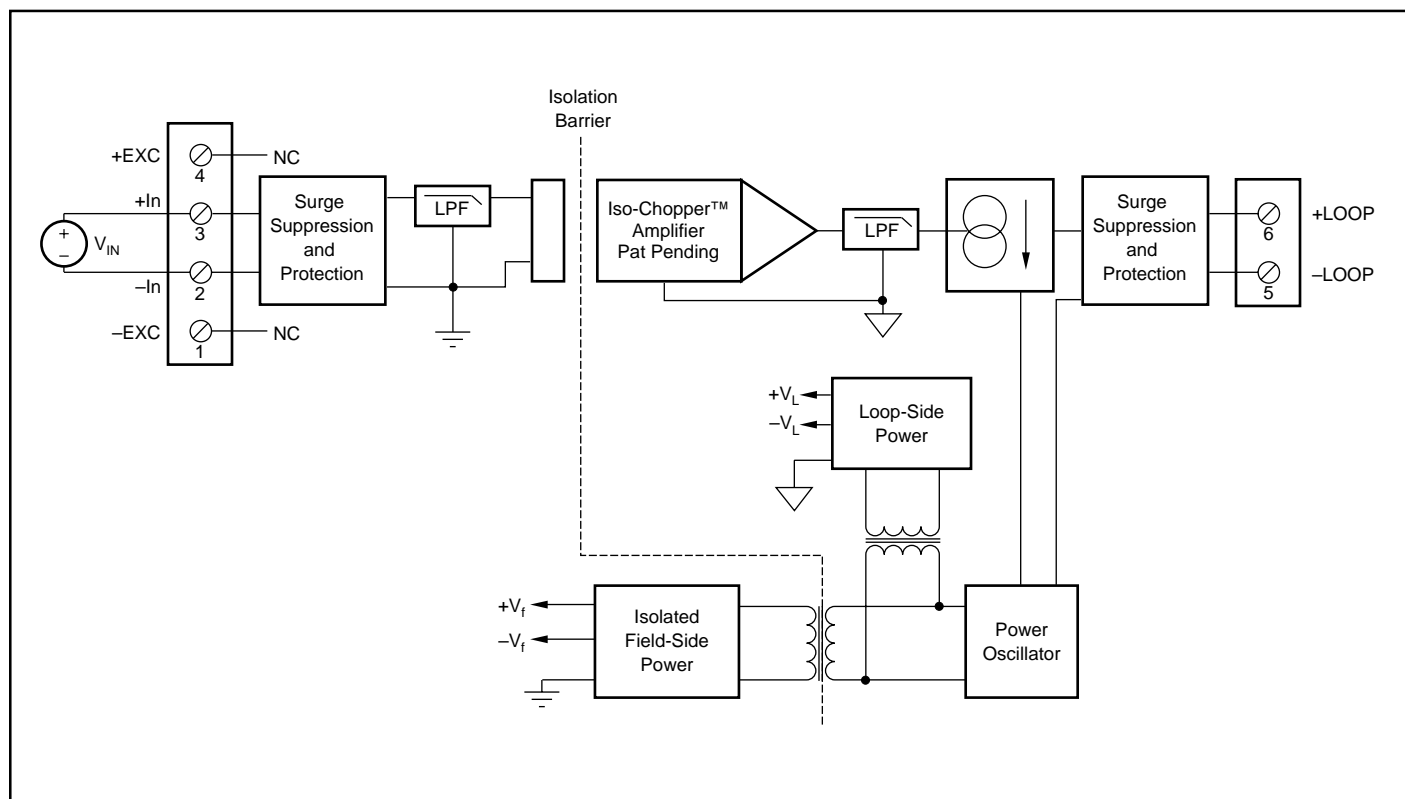 Isolation
Barrier
+EXC
4
NC
+In
3
V_IN
+
–
–In
2
–EXC
1
NC
Surge
Suppression
and
Protection
LPF
Iso-Chopper™
Amplifier
Pat Pending
LPF
Surge
Suppression
and
Protection
6
+LOOP
5
–LOOP
+V_L
–V_L
Loop-Side
Power
+V_f
–V_f
Isolated
Field-Side
Power
Power
Oscillator